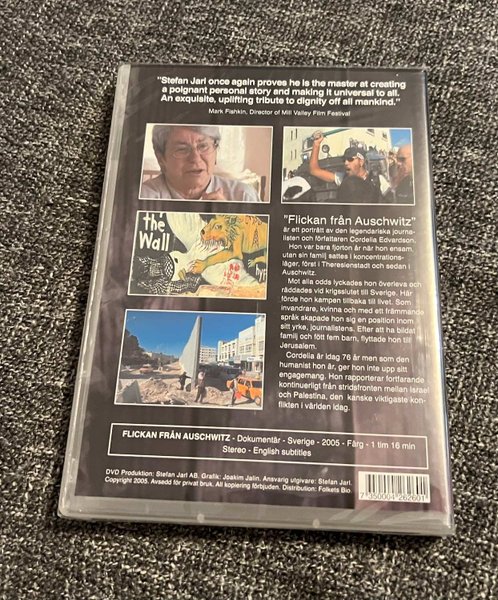 "Stefan Jarl once again proves he is the master at creating
a poignant personal story and making it universal to all.
An exquisite, uplifting tribute to dignity off all mankind."
Mark Fishkin, Director of Mill Valley Film Festival
the
Wall
"Flickan från Auschwitz"
är ett porträtt av den legendariska journa-
listen och författaren Cordelia Edvardson.
Hon var bara fjorton år när hon ensam,
utan sin familj sattes i koncentrations-
läger, först i Theresienstadt och sedan i
Auschwitz.
Mot alla odds lyckades hon överleva och
räddades vid krigsslutet till Sverige. Här
förde hon kampen tillbaka till livet. Som
invandrare, kvinna och med ett främmande
språk skapade hon sig en position inom
sitt yrke, journalistens. Efter att ha bildat
familj och fött fem barn, flyttade hon till
Jerusalem.
Cordelia är idag 76 år men som den
humanist hon är, ger hon inte upp sitt
engagemang. Hon rapporterar fortfarande
kontinuerligt från stridsfronten mellan Israel
och Palestina, den kanske viktigaste kon-
flikten i världen idag.
FLICKAN FRÅN AUSCHWITZ - Dokumentär - Sverige - 2005 - Färg - 1 tim 16 min
Stereo - English subtitles
DVD Produktion: Stefan Jarl AB. Grafik: Joakim Jalin. Ansvarig utgivare: Stefan Jarl.
Copyright 2005. Avsedd för privat bruk. All kopiering förbjuden. Distribution: Folkets Bio.
7 350004 262601